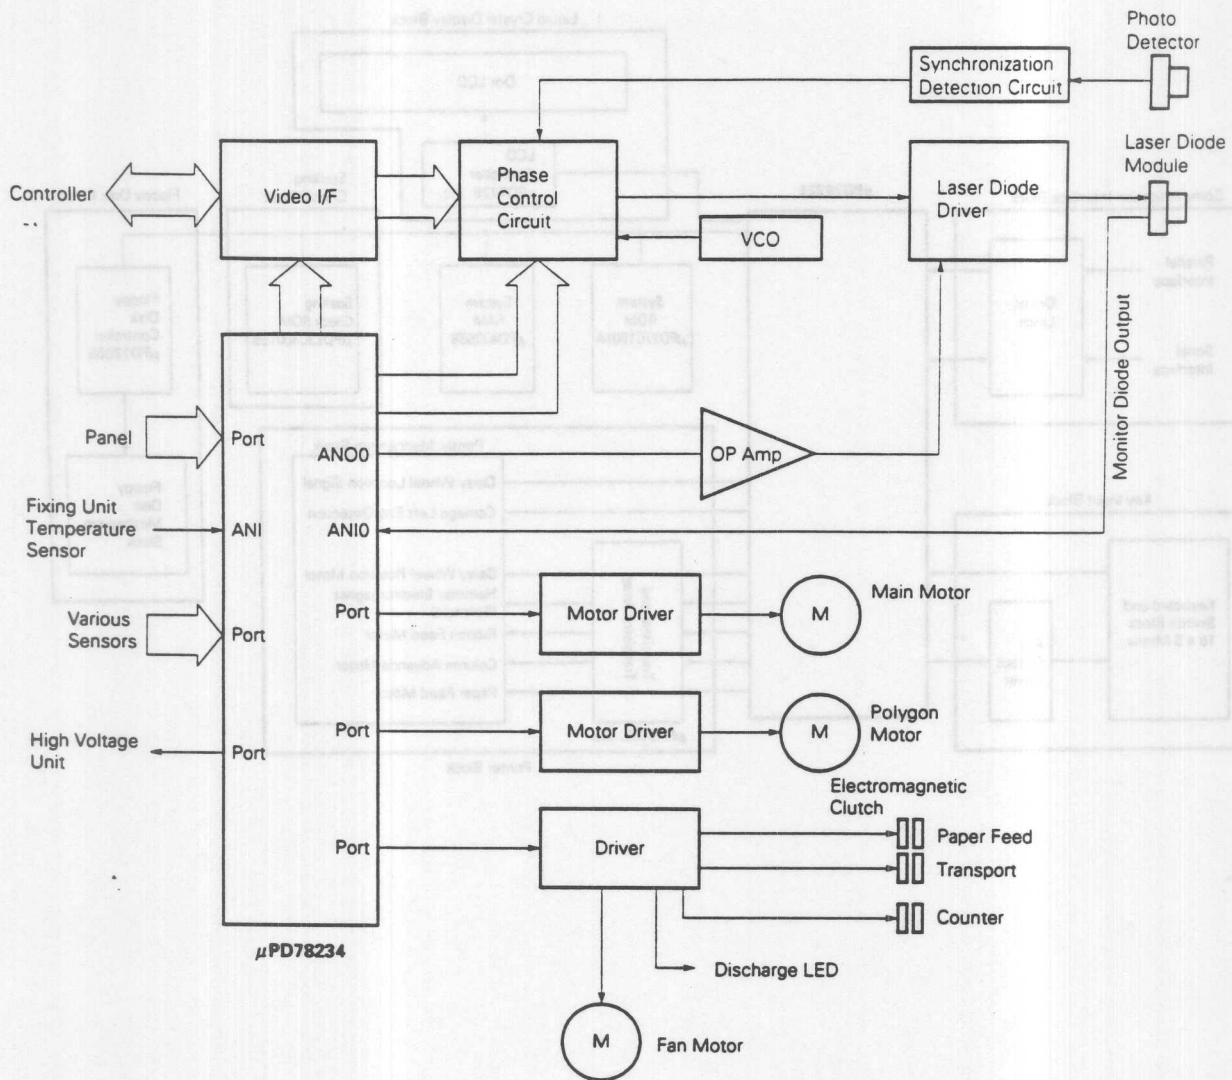 Photo
Detector
Synchronization
Detection Circuit
Laser Diode
Module
Controller
Video I/F
Phase
Control
Circuit
Laser Diode
Driver
VCO
Monitor Diode Output
Panel
Port
ANO0
OP Amp
Fixing Unit
Temperature
Sensor
ANI
ANI0
Various
Sensors
Port
Port
Motor Driver
M
Main Motor
High Voltage
Unit
Port
Port
Motor Driver
M
Polygon
Motor
Electromagnetic
Clutch
Port
Driver
Paper Feed
Transport
Counter
μPD78234
Discharge LED
M
Fan Motor